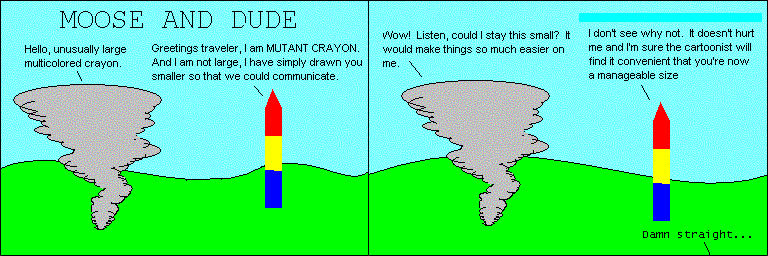 MOOSE AND DUDE
Hello, unusually large
multicolored crayon.
Greetings traveler, I am MUTANT CRAYON.
And I am not large, I have simply drawn you
smaller so that we could communicate.
Wow! Listen, could I stay this small? It
would make things so much easier on
me.
I don't see why not. It doesn't hurt
me and I'm sure the cartoonist will
find it convenient that you're now
a manageable size
Damn straight...